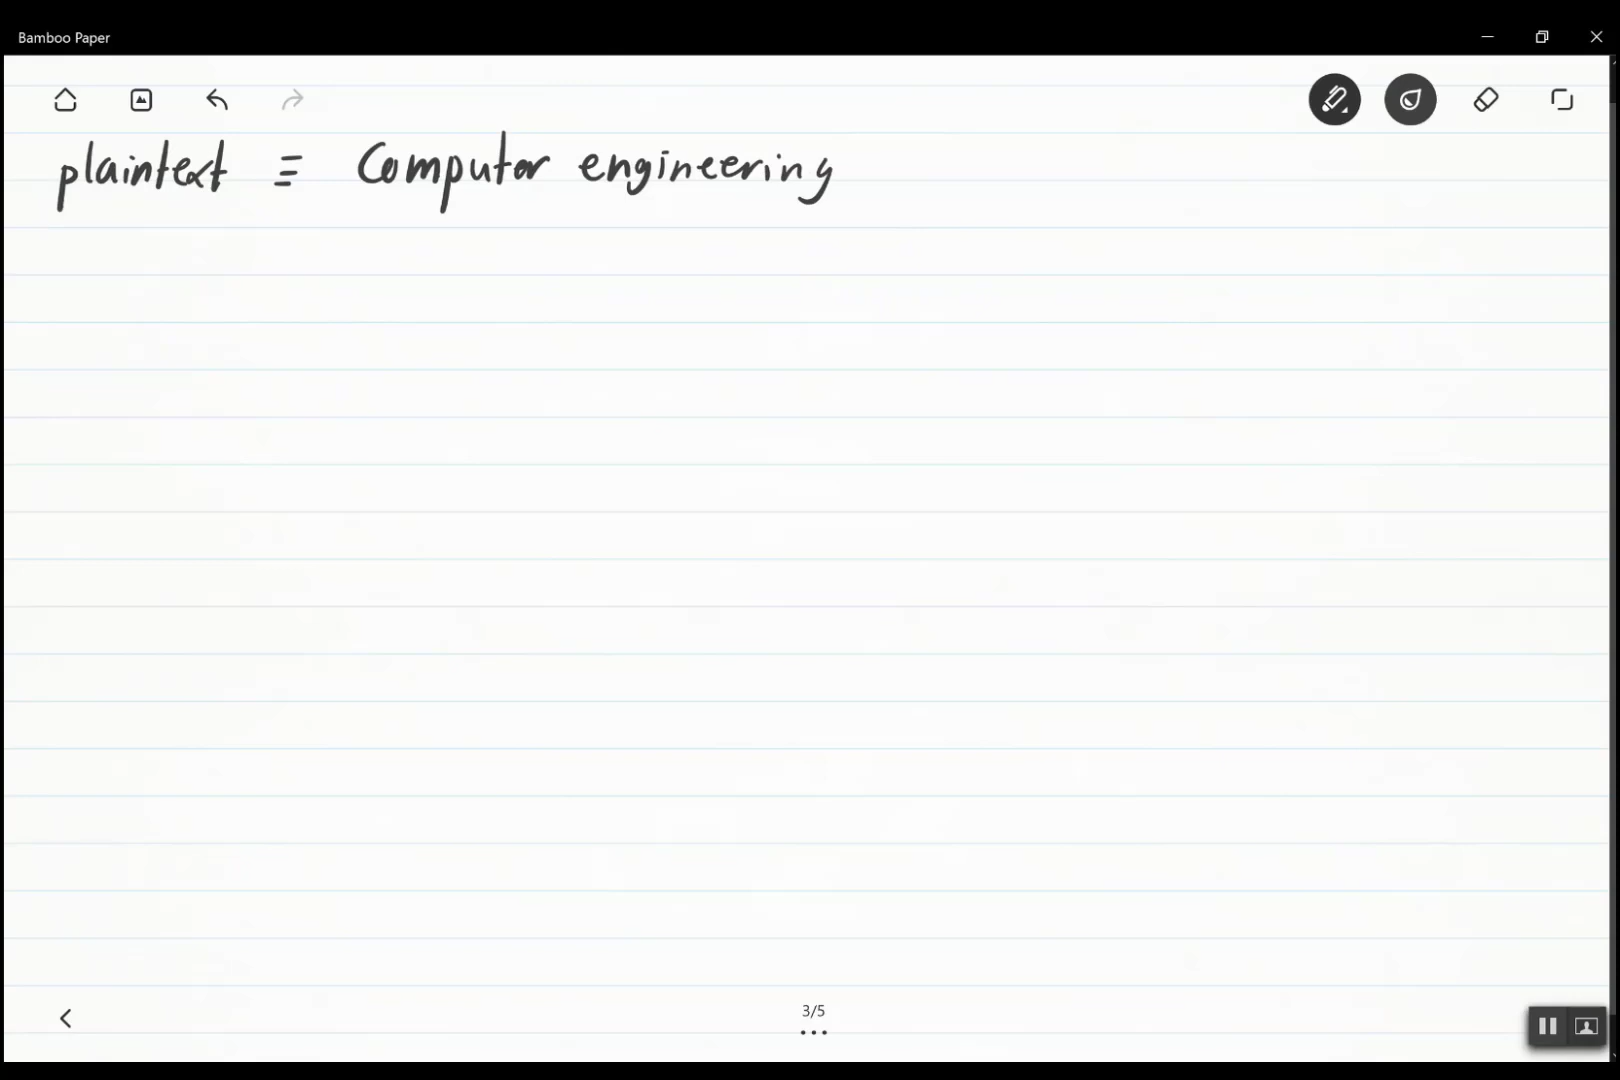 Bamboo Paper
plaintext = Computer engineering
3/5